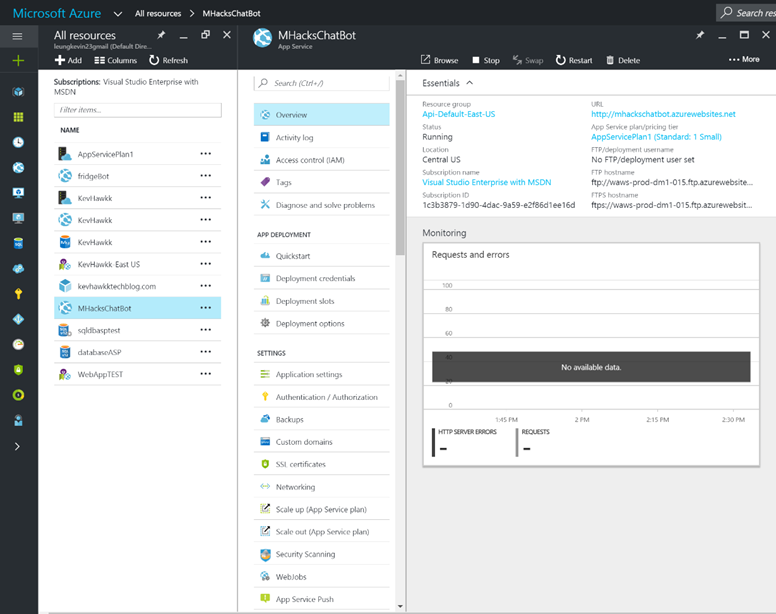 Microsoft Azure All resources MHacksChatBot Search res
All resources
leungkevin23gmail (Default Dire...
Add Columns Refresh
Subscriptions: Visual Studio Enterprise with
MSDN
Filter items...
NAME
AppServicePlan1 ...
fridgeBot ...
KevHawkk ...
KevHawkk ...
KevHawkk ...
KevHawkk-East US ...
kevhawkktechblog.com ...
MHacksChatBot ...
sqldbasptest ...
databaseASP ...
WebAppTEST ...
MHacksChatBot
App Service
Search (Ctrl+/)
Overview
Activity log
Access control (IAM)
Tags
Diagnose and solve problems
APP DEPLOYMENT
Quickstart
Deployment credentials
Deployment slots
Deployment options
SETTINGS
Application settings
Authentication / Authorization
Backups
Custom domains
SSL certificates
Networking
Scale up (App Service plan)
Scale out (App Service plan)
Security Scanning
WebJobs
App Service Push
Browse Stop Swap Restart Delete ... More
Essentials
Resource group
Api-Default-East-US
Status
Running
Location
Central US
Subscription name
Visual Studio Enterprise with MSDN
Subscription ID
1c3b3879-1d90-4dac-9a59-e2f86d1ee16d
URL
http://mhackschatbot.azurewebsites.net
App Service plan/pricing tier
AppServicePlan1 (Standard: 1 Small)
FTP/deployment username
No FTP/deployment user set
FTP hostname
ftp://waws-prod-dm1-015.ftp.azurewebsite...
FTPS hostname
ftps://waws-prod-dm1-015.ftp.azurewebsit...
Monitoring
Requests and errors
100
80
60
40
No available data.
20
0
1:45 PM 2 PM 2:15 PM 2:30 PM
HTTP SERVER ERRORS REQUESTS
-- --